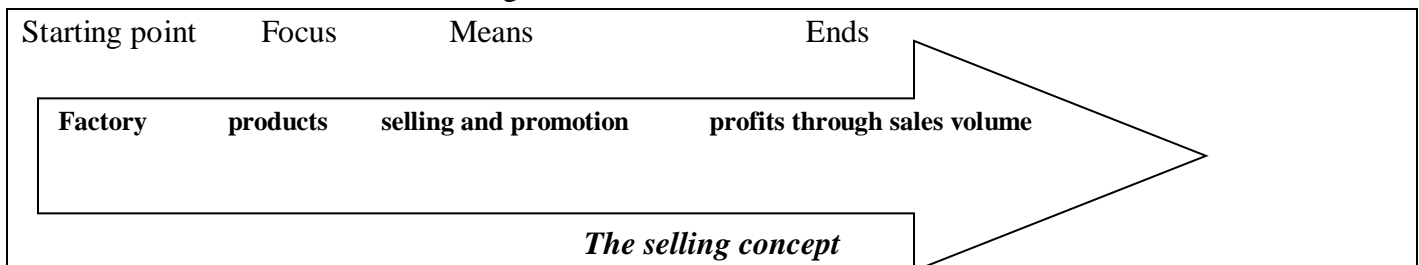 Starting point Focus Means Ends
Factory products selling and promotion profits through sales volume
The selling concept